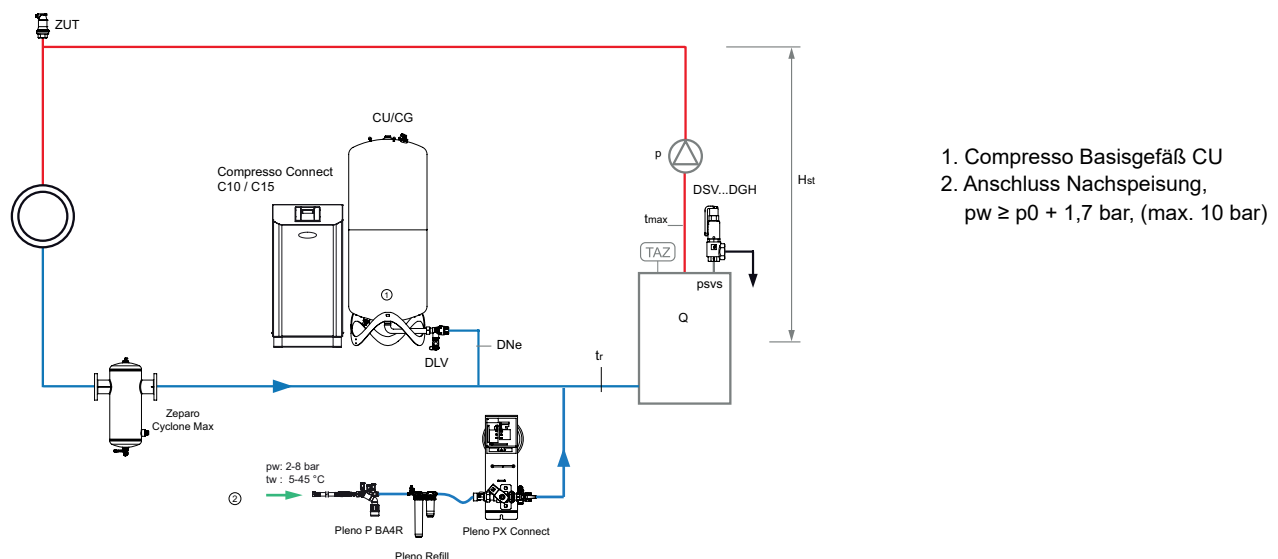 ZUT
CU/CG
Compresso Connect
C10 / C15
p
Hst
DSV...DGH
tmax
TAZ
psvs
1
Q
DNe
DLV
tr
Zeparo
Cyclone Max
pw: 2-8 bar
tw : 5-45 °C
2
Pleno P BA4R
Pleno PX Connect
Pleno Refill
1. Compresso Basisgefäß CU
2. Anschluss Nachspeisung,
pw ≥ p0 + 1,7 bar, (max. 10 bar)